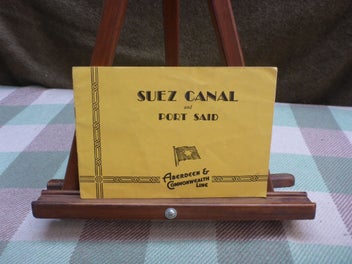 SUEZ CANAL
and
PORT SAID
ABERDEEN &
COMMONWEALTH
LINE